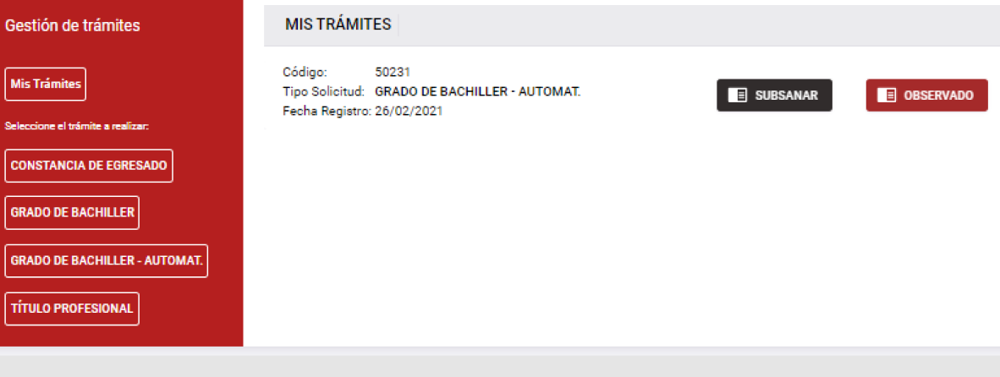 Gestión de trámites
Mis Trámites
Seleccione el trámite a realizar:
CONSTANCIA DE EGRESADO
GRADO DE BACHILLER
GRADO DE BACHILLER - AUTOMAT.
TÍTULO PROFESIONAL
MIS TRÁMITES
Código: 50231
Tipo Solicitud: GRADO DE BACHILLER - AUTOMAT.
Fecha Registro: 26/02/2021
SUBSANAR
OBSERVADO